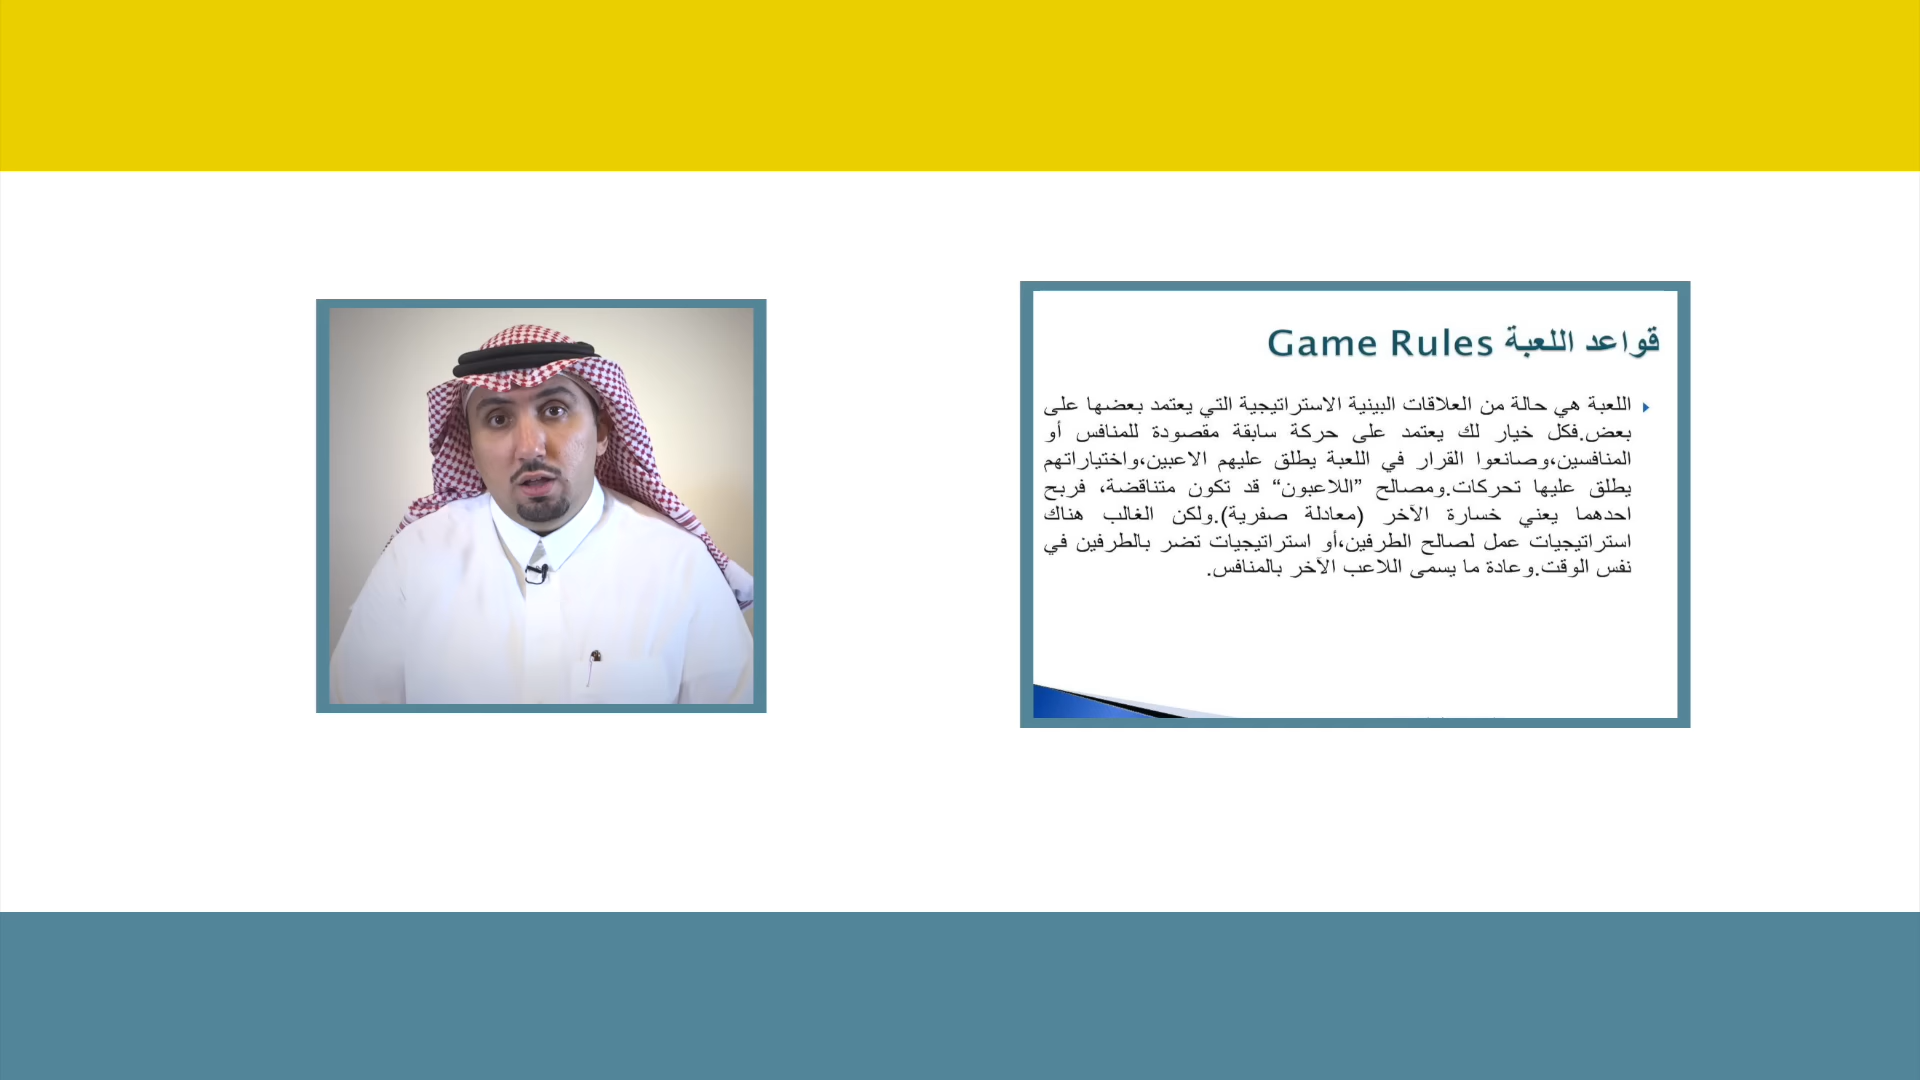 قواعد اللعبة Game Rules
اللعبة هي حالة من العلاقات البينية الاستراتيجية التي يعتمد بعضها على
بعض.فكل خيار لك يعتمد على حركة سابقة مقصودة للمنافس أو
المنافسين،وصانعوا القرار في اللعبة يطلق عليهم الاعبين،واختياراتهم
يطلق عليها تحركات.ومصالح ”اللاعبون“ قد تكون متناقضة، فربح
احدهما يعني خسارة الآخر (معادلة صفرية).ولكن الغالب هناك
استراتيجيات عمل لصالح الطرفين،أو استراتيجيات تضر بالطرفين في
نفس الوقت.وعادة ما يسمى اللاعب الآخر بالمنافس.